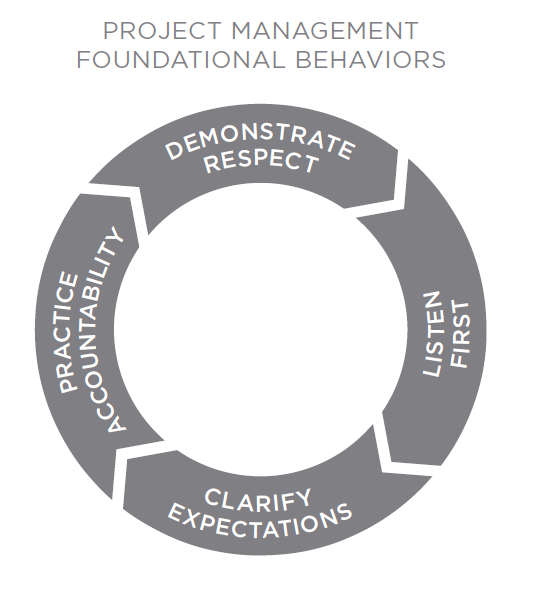 PROJECT MANAGEMENT
FOUNDATIONAL BEHAVIORS
DEMONSTRATE
RESPECT
LISTEN
FIRST
CLARIFY
EXPECTATIONS
PRACTICE
ACCOUNTABILITY